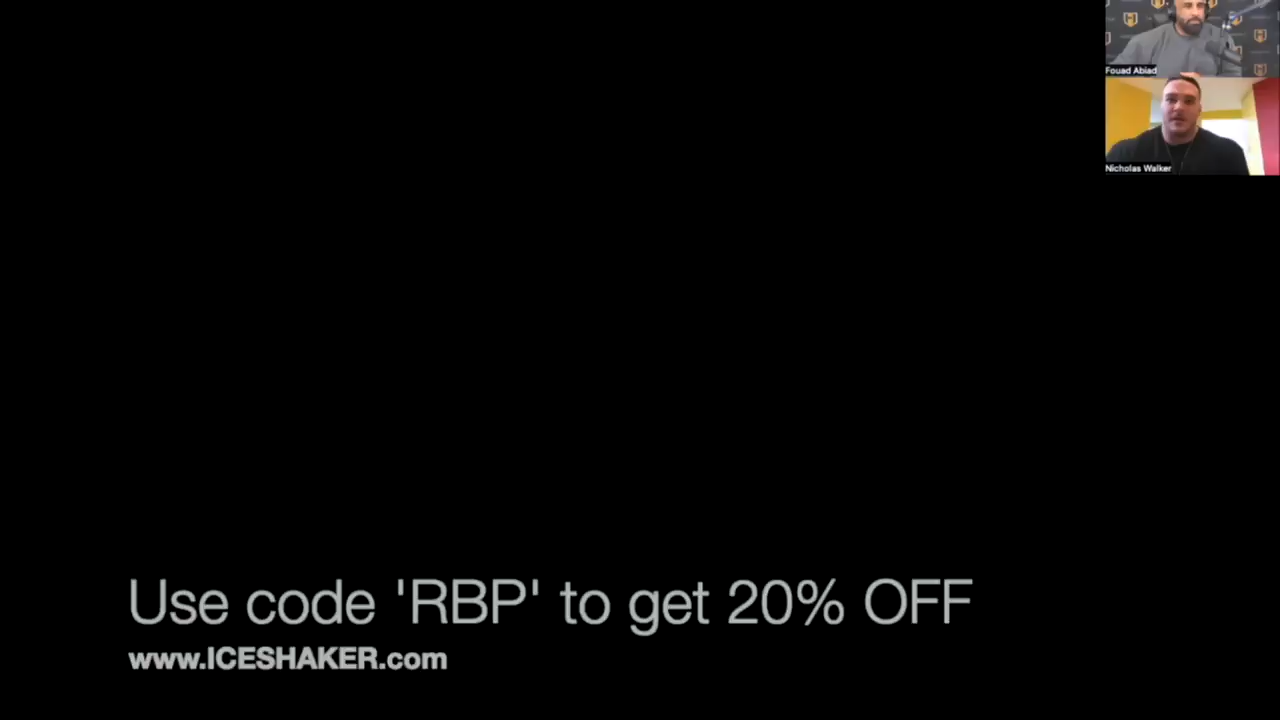 Fouad Abiad
Nicholas Walker
Use code 'RBP' to get 20% OFF
www.ICESHAKER.com